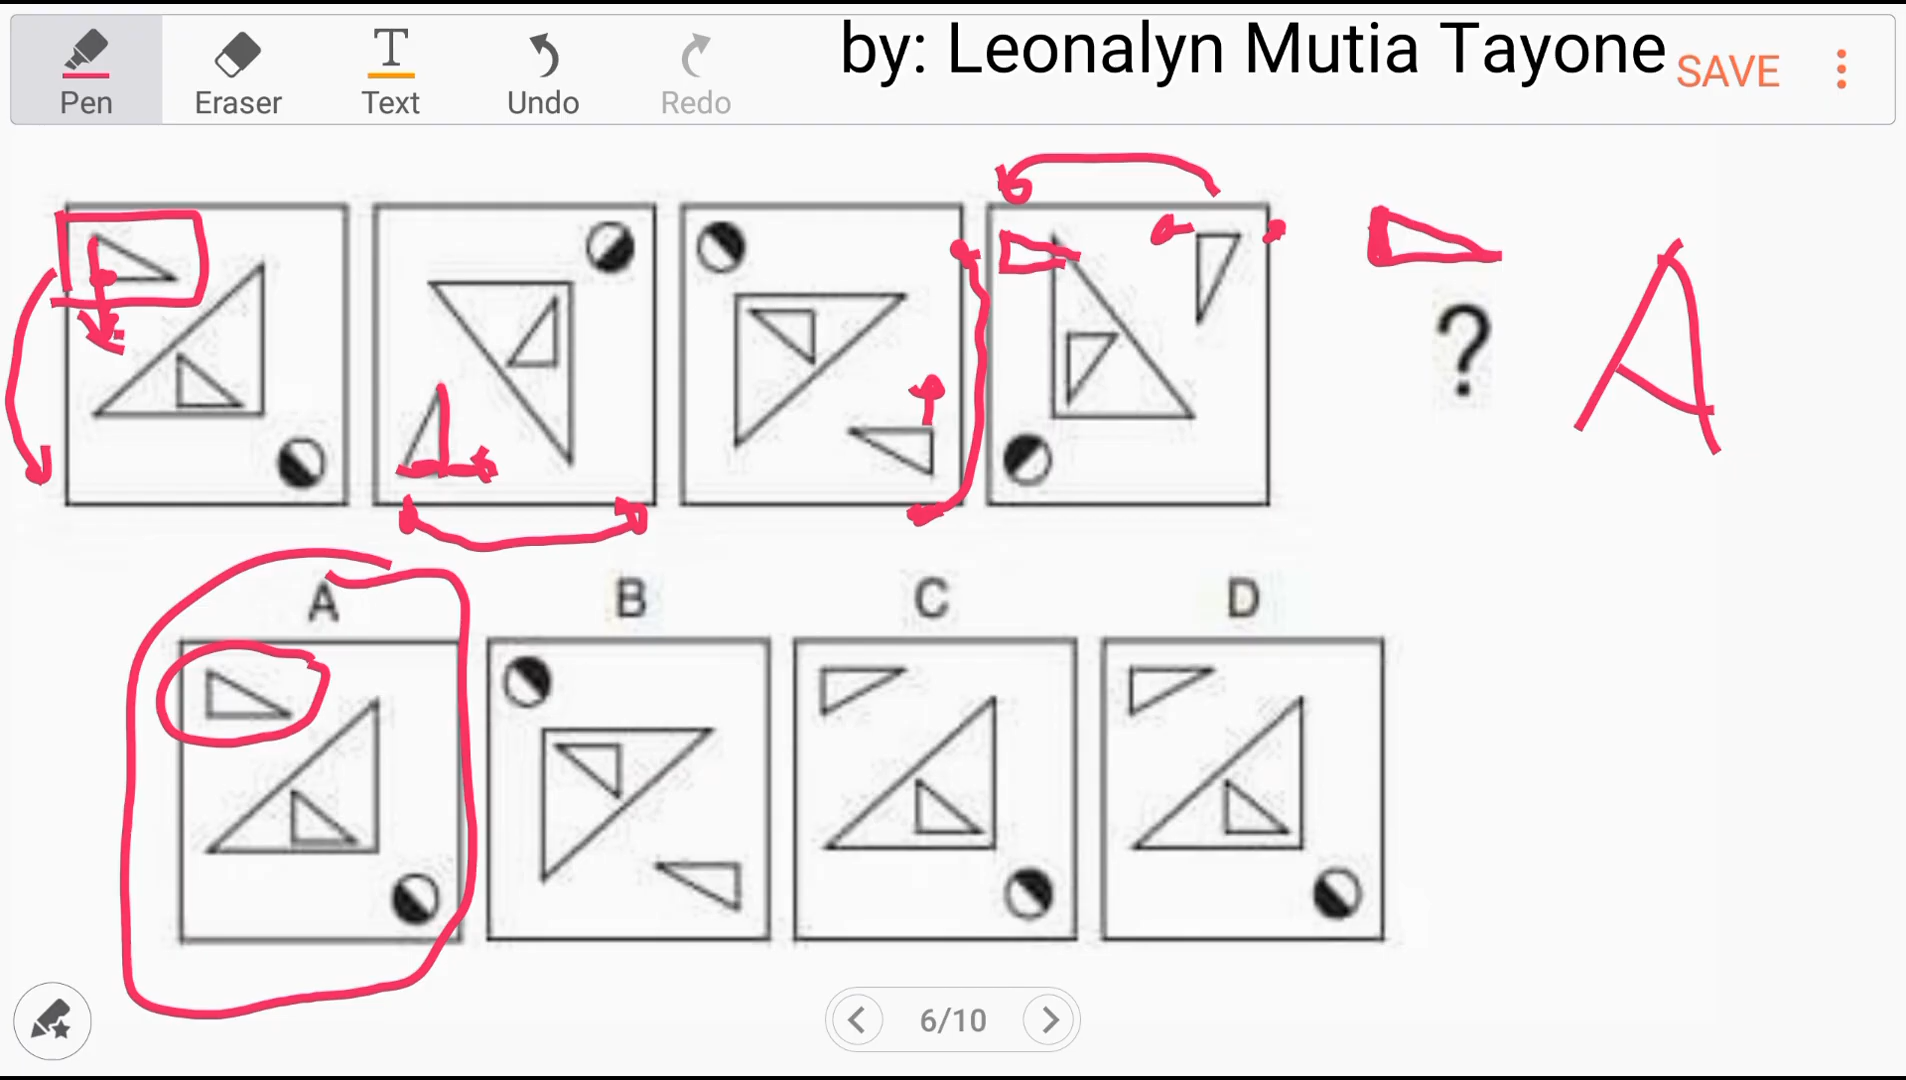 by: Leonalyn Mutia Tayone
SAVE
Pen
Eraser
T
Text
Undo
Redo
?
A
A
B
C
D
6/10